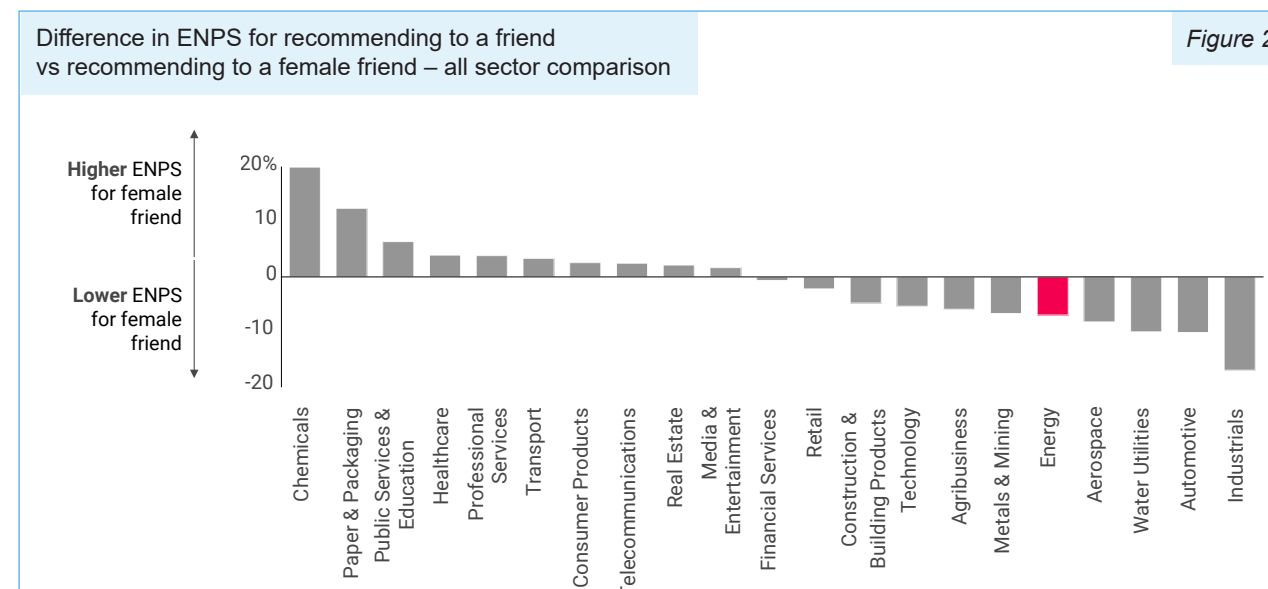 Difference in ENPS for recommending to a friend
vs recommending to a female friend – all sector comparison
Figure 2
Higher ENPS
for female
friend
Lower ENPS
for female
friend
20%
10
0
-10
-20
Chemicals
Paper & Packaging
Public Services &
Education
Healthcare
Professional
Services
Transport
Consumer Products
Telecommunications
Real Estate
Media &
Entertainment
Financial Services
Retail
Construction &
Building Products
Technology
Agribusiness
Metals & Mining
Energy
Aerospace
Water Utilities
Automotive
Industrials